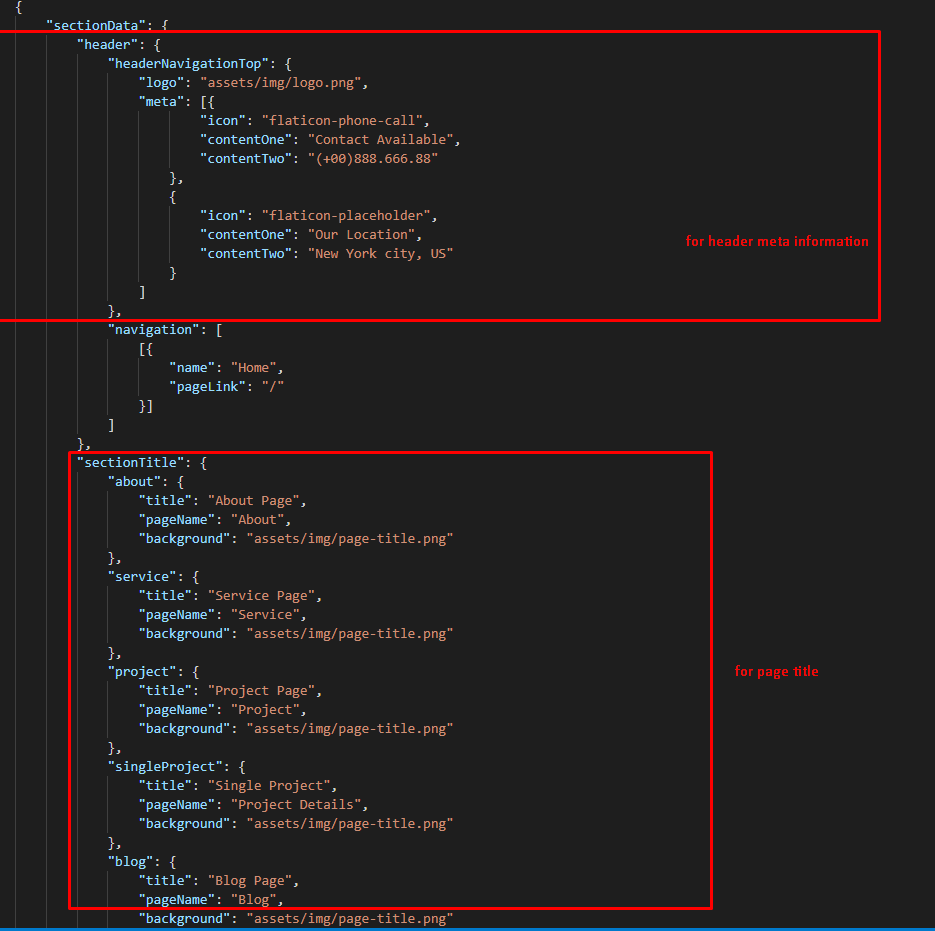 {
"sectionData": {
"header": {
"headerNavigationTop": {
"logo": "assets/img/logo.png",
"meta": [{
"icon": "flaticon-phone-call",
"contentOne": "Contact Available",
"contentTwo": "(+00)888.666.88"
},
{
"icon": "flaticon-placeholder",
"contentOne": "Our Location",
for header meta information
"contentTwo": "New York city, US"
}
]
},
"navigation": [
[{
"name": "Home",
"pageLink": "/"
}]
]
},
"sectionTitle": {
"about": {
"title": "About Page",
"pageName": "About",
"background": "assets/img/page-title.png"
},
"service": {
"title": "Service Page",
"pageName": "Service",
"background": "assets/img/page-title.png"
},
"project": {
for page title
"title": "Project Page",
"pageName": "Project",
"background": "assets/img/page-title.png"
},
"singleProject": {
"title": "Single Project",
"pageName": "Project Details",
"background": "assets/img/page-title.png"
},
"blog": {
"title": "Blog Page",
"pageName": "Blog",
"background": "assets/img/page-title.png"